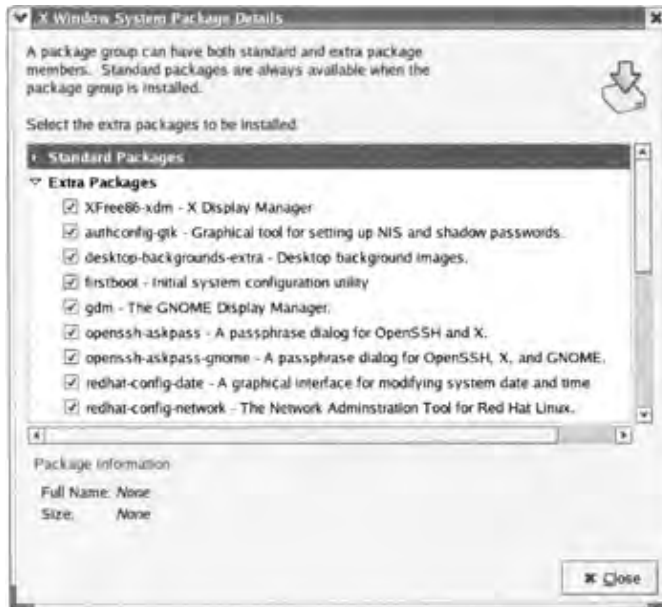 X Window System Package Details
A package group can have both standard and extra package
members. Standard packages are always available when the
package group is installed.
Select the extra packages to be installed
Standard Packages
Extra Packages
XFree86-xdm - X Display Manager
authconfig-gtk - Graphical tool for setting up NIS and shadow passwords.
desktop-backgrounds-extra - Desktop background images.
firstboot - Initial system configuration utility
gdm - The GNOME Display Manager.
openssh-askpass - A passphrase dialog for OpenSSH and X.
openssh-askpass-gnome - A passphrase dialog for OpenSSH, X, and GNOME.
redhat-config-date - A graphical interface for modifying system date and time
redhat-config-network - The Network Adminstration Tool for Red Hat Linux.
Package Information
Full Name: None
Size: None
Close